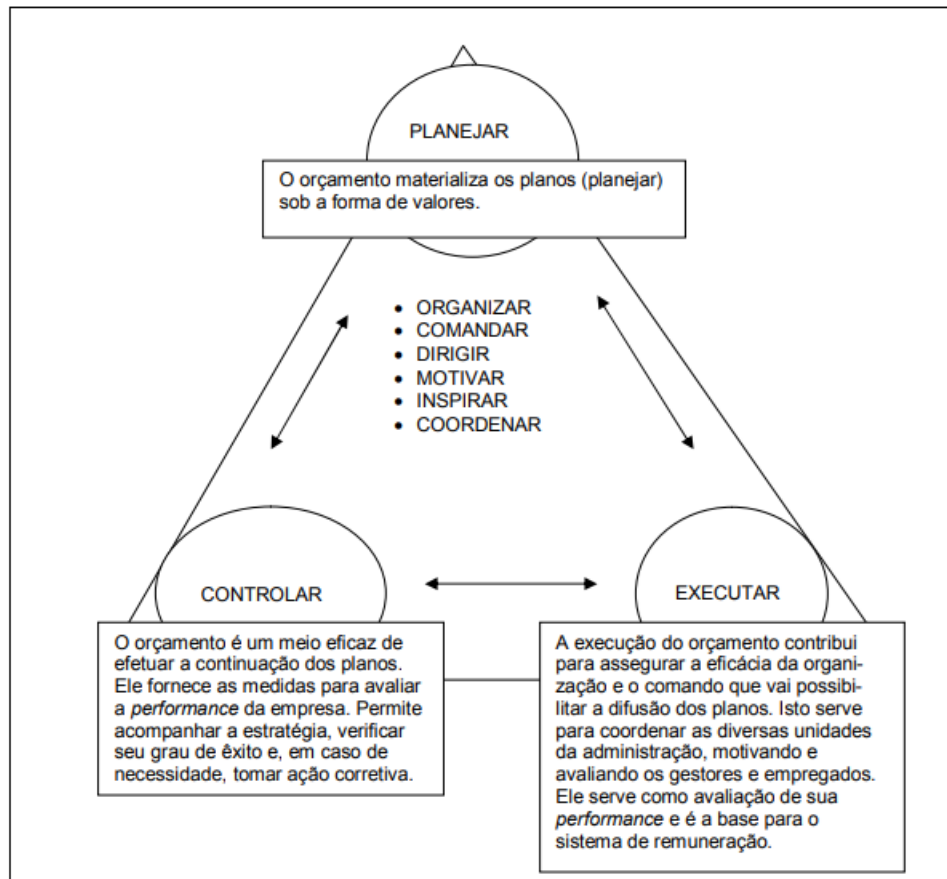 PLANEJAR
O orçamento materializa os planos (planejar)
sob a forma de valores.
• ORGANIZAR
• COMANDAR
• DIRIGIR
• MOTIVAR
• INSPIRAR
• COORDENAR
CONTROLAR
O orçamento é um meio eficaz de
efetuar a continuação dos planos.
Ele fornece as medidas para avaliar
a performance da empresa. Permite
acompanhar a estratégia, verificar
seu grau de êxito e, em caso de
necessidade, tomar ação corretiva.
EXECUTAR
A execução do orçamento contribui
para assegurar a eficácia da organi-
zação e o comando que vai possibi-
litar a difusão dos planos. Isto serve
para coordenar as diversas unidades
da administração, motivando e
avaliando os gestores e empregados.
Ele serve como avaliação de sua
performance e é a base para o
sistema de remuneração.